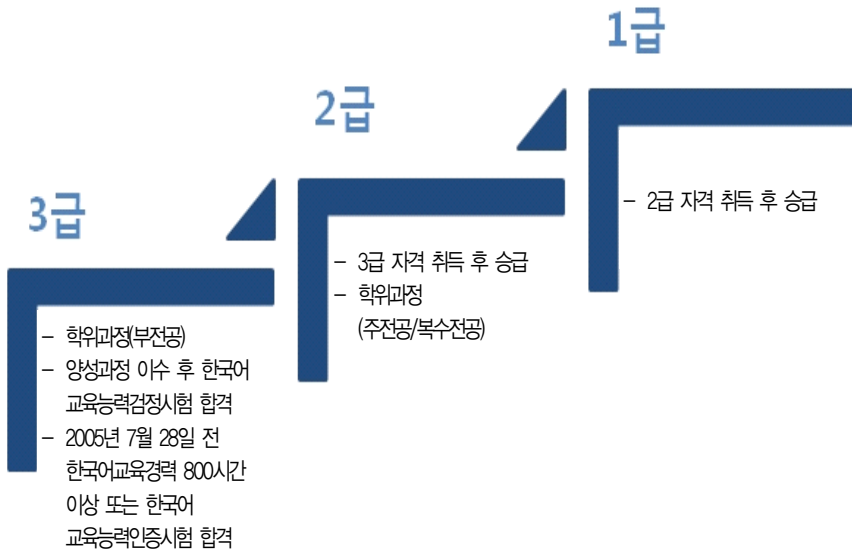 1급
2급
3급
– 2급 자격 취득 후 승급
– 3급 자격 취득 후 승급
– 학위과정
(주전공/복수전공)
– 학위과정(부전공)
– 양성과정 이수 후 한국어
교육능력검정시험 합격
– 2005년 7월 28일 전
한국어교육경력 800시간
이상 또는 한국어
교육능력인증시험 합격